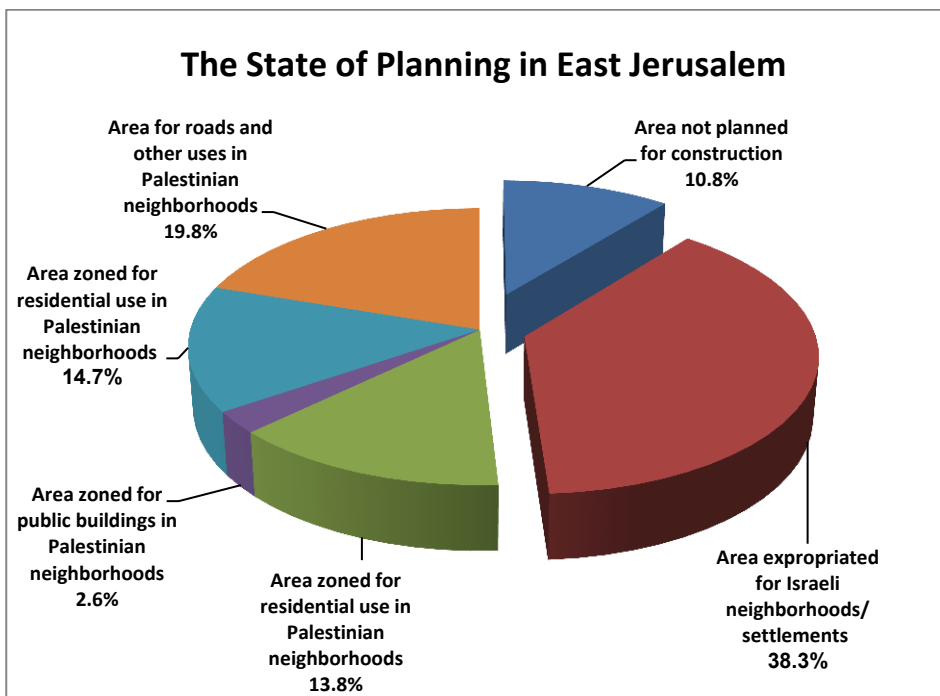 The State of Planning in East Jerusalem
Area for roads and
other uses in
Palestinian
neighborhoods
19.8%
Area not planned
for construction
10.8%
Area zoned for
residential use in
Palestinian
neighborhoods
14.7%
Area zoned for
public buildings in
Palestinian
neighborhoods
2.6%
Area zoned for
residential use in
Palestinian
neighborhoods
13.8%
Area expropriated
for Israeli
neighborhoods/
settlements
38.3%